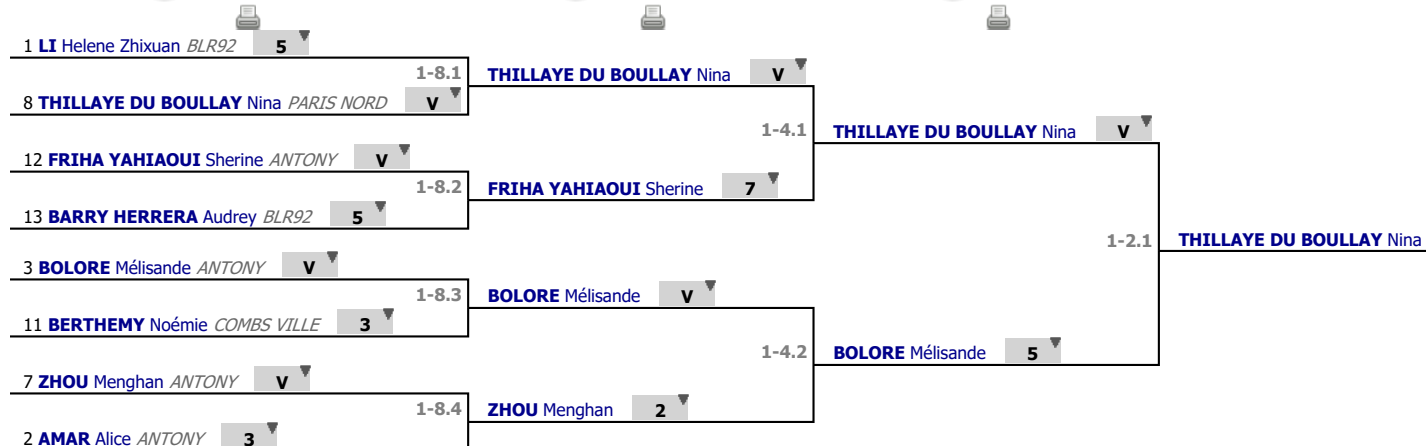 1 LI Helene Zhixuan BLR92 5
1-8.1
THILLAYE DU BOULLAY Nina V
8 THILLAYE DU BOULLAY Nina PARIS NORD V
1-4.1
THILLAYE DU BOULLAY Nina V
12 FRIHA YAHIAOUI Sherine ANTONY V
1-8.2
FRIHA YAHIAOUI Sherine 7
13 BARRY HERRERA Audrey BLR92 5
1-2.1
THILLAYE DU BOULLAY Nina
3 BOLORE Mélisande ANTONY V
1-8.3
BOLORE Mélisande V
11 BERTHEMY Noémie COMBS VILLE 3
1-4.2
BOLORE Mélisande 5
7 ZHOU Menghan ANTONY V
1-8.4
ZHOU Menghan 2
2 AMAR Alice ANTONY 3